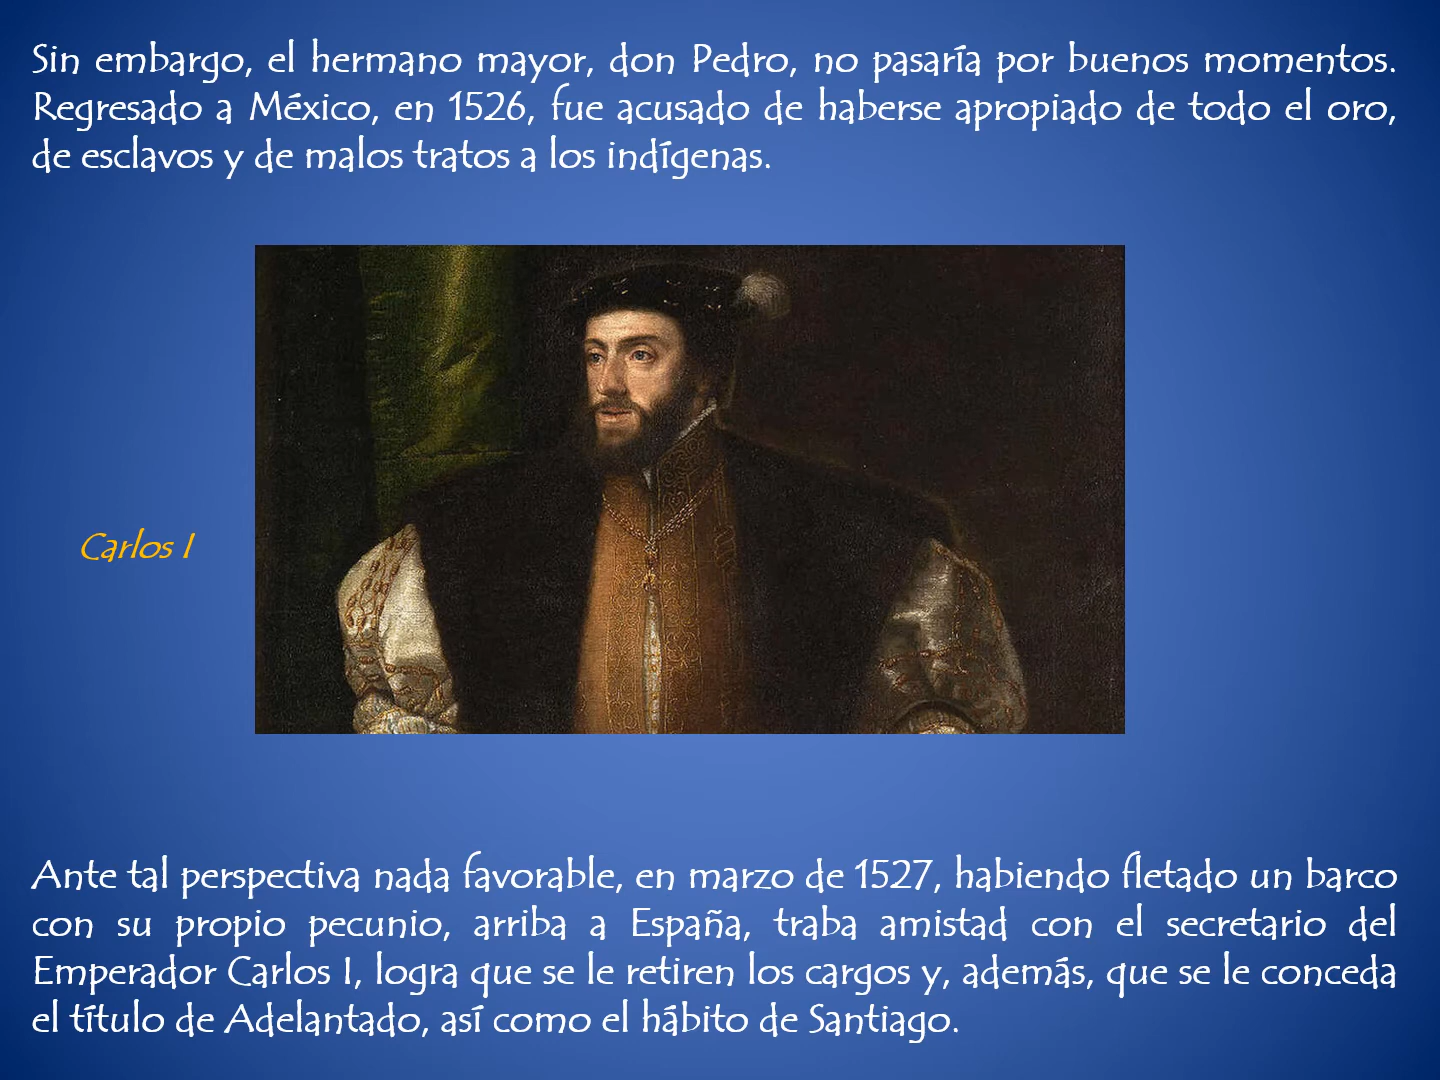 Sin embargo, el hermano mayor, don Pedro, no pasaría por buenos momentos.
Regresado a México, en 1526, fue acusado de haberse apropiado de todo el oro,
de esclavos y de malos tratos a los indígenas.
Carlos I
Ante tal perspectiva nada favorable, en marzo de 1527, habiendo fletado un barco
con su propio pecunio, arriba a España, traba amistad con el secretario del
Emperador Carlos I, logra que se le retiren los cargos y, además, que se le conceda
el título de Adelantado, así como el hábito de Santiago.